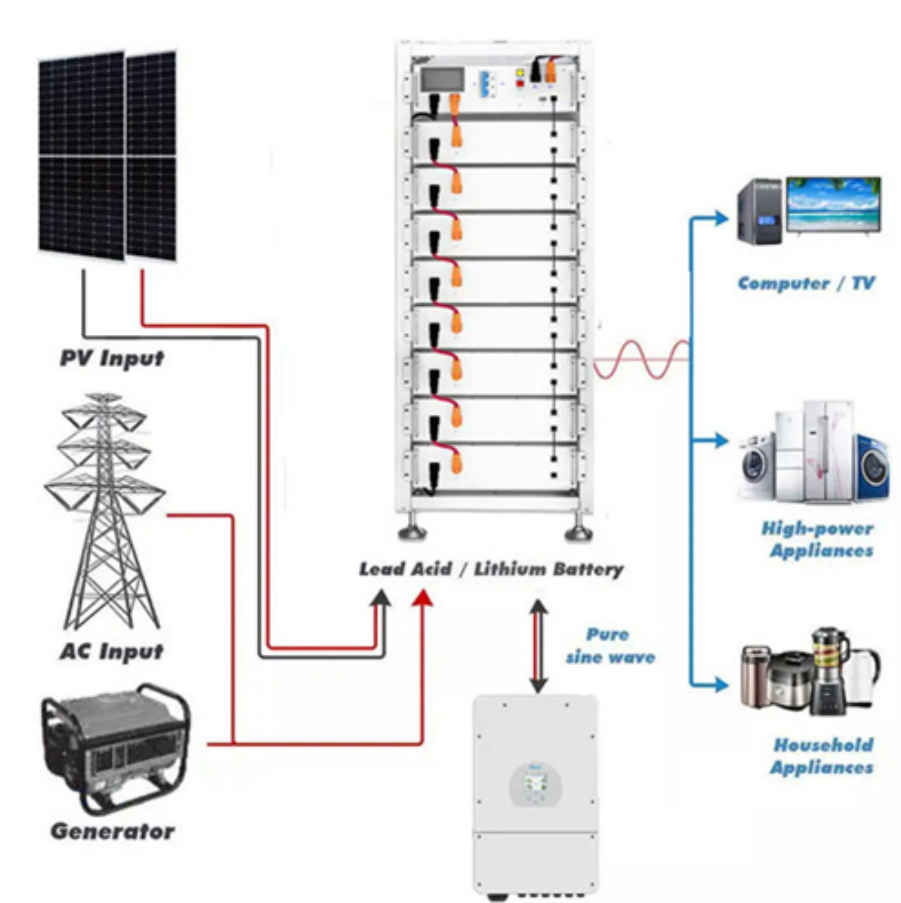 PV Input
AC Input
Generator
Lead Acid / Lithium Battery
Pure
sine wave
Computer / TV
High-power
Appliances
Household
Appliances